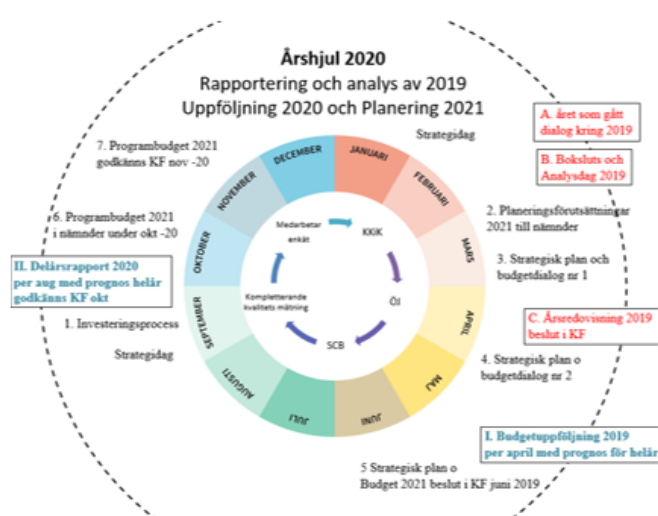 Årshjul 2020
Rapportering och analys av 2019
Uppföljning 2020 och Planering 2021
Strategidag
A. året som gått
dialog kring 2019
B. Boksluts och
Analysdag 2019
7. Programbudget 2021
godkänns KF nov -20
DECEMBER
JANUARI
NOVEMBER
FEBRUARI
2. Planeringsförutsättningar
2021 till nämnder
6. Programbudget 2021
i nämnder under okt -20
Medarbetar
enkät
KKiK
OKTOBER
MARS
3. Strategisk plan och
budgetdialog nr 1
II. Delårsrapport 2020
per aug med prognos helår
godkänns KF okt
Kompletterande
kvalitets mätning
ÖJ
SCB
1. Investeringsprocess
SEPTEMBER
APRIL
C. Årsredovisning 2019
beslut i KF
Strategidag
AUGUSTI
MAJ
4. Strategisk plan o
budgetdialog nr 2
JULI
JUNI
I. Budgetuppföljning 2019
per april med prognos för helår
5 Strategisk plan o
Budget 2021 beslut i KF juni 2019